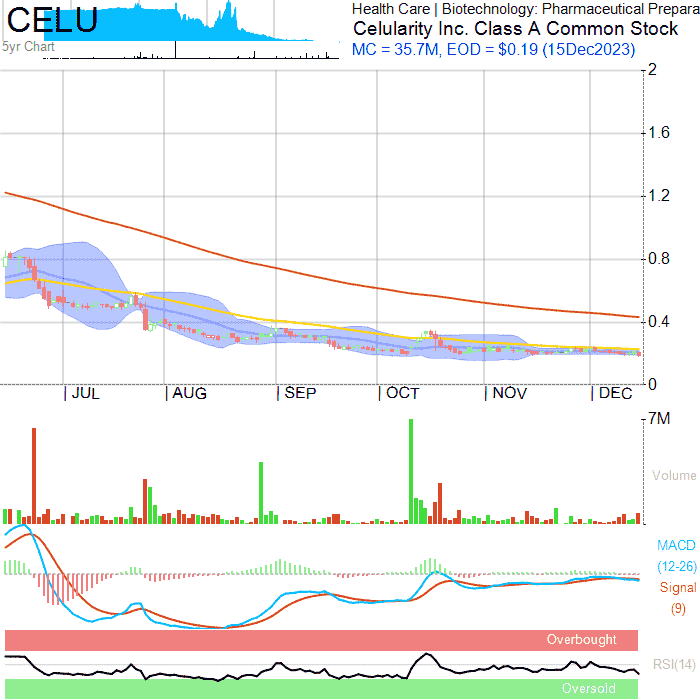 CELU
5yr Chart
Health Care | Biotechnology: Pharmaceutical Prepara
Celularity Inc. Class A Common Stock
MC = 35.7M, EOD = $0.19 (15Dec2023)
2
1.6
1.2
0.8
0.4
0
| JUL | AUG | SEP | OCT | NOV | DEC
7M
Volume
MACD
(12-26)
Signal
(9)
Overbought
RSI(14)
Oversold